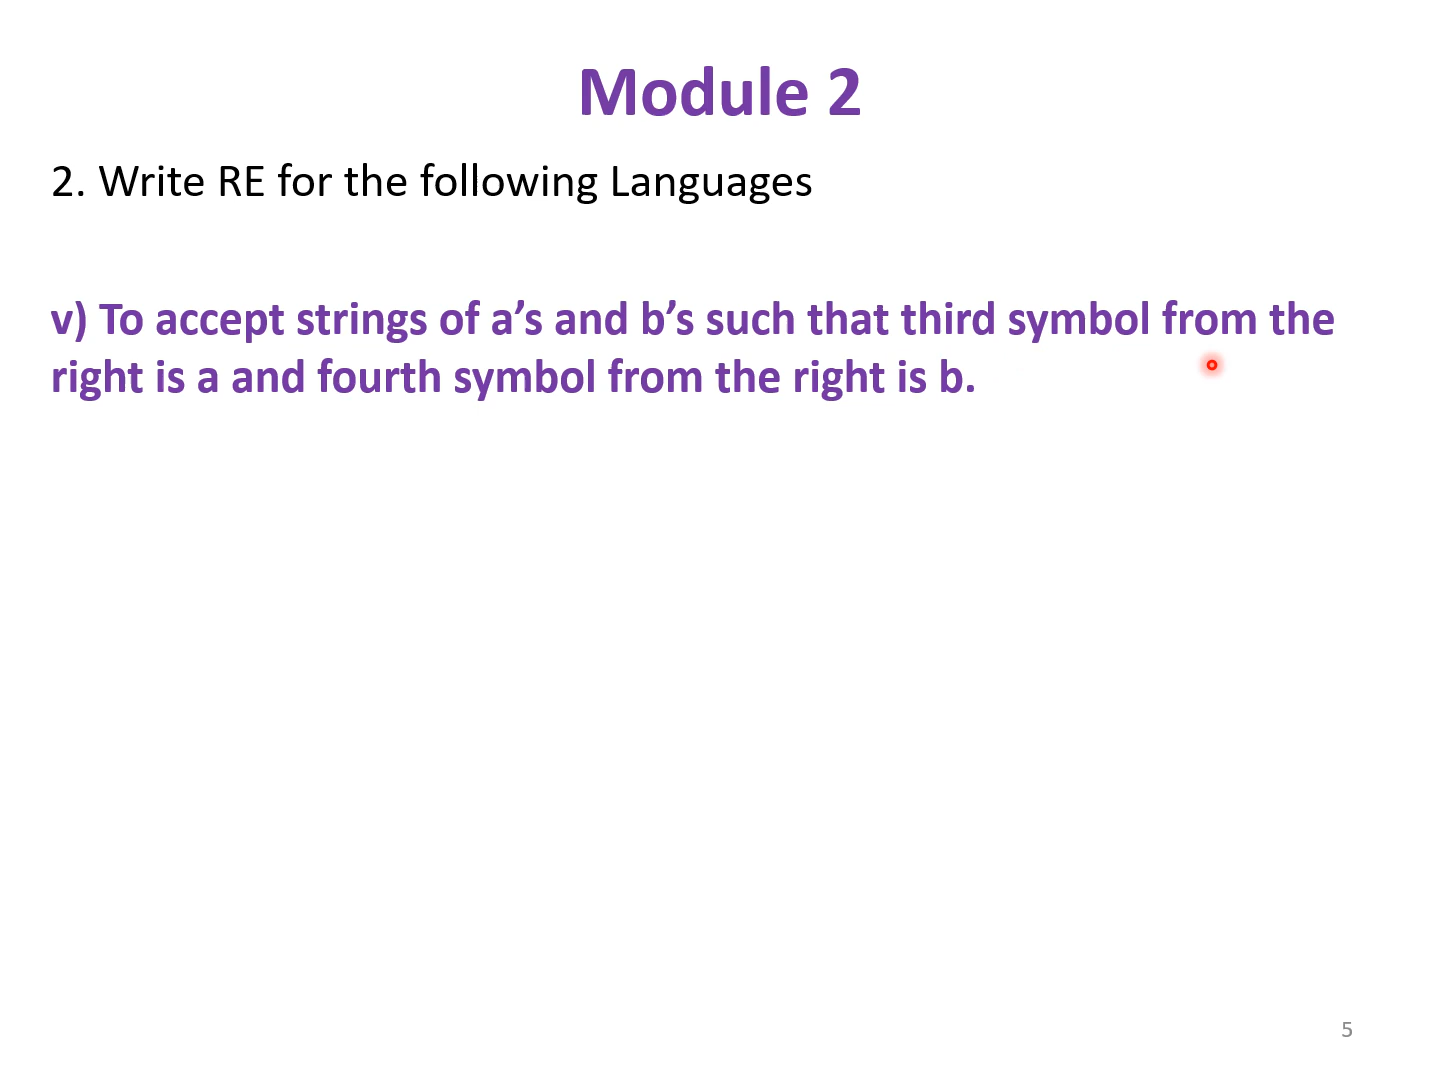 Module 2
2. Write RE for the following Languages
v) To accept strings of a’s and b’s such that third symbol from the
right is a and fourth symbol from the right is b.
5